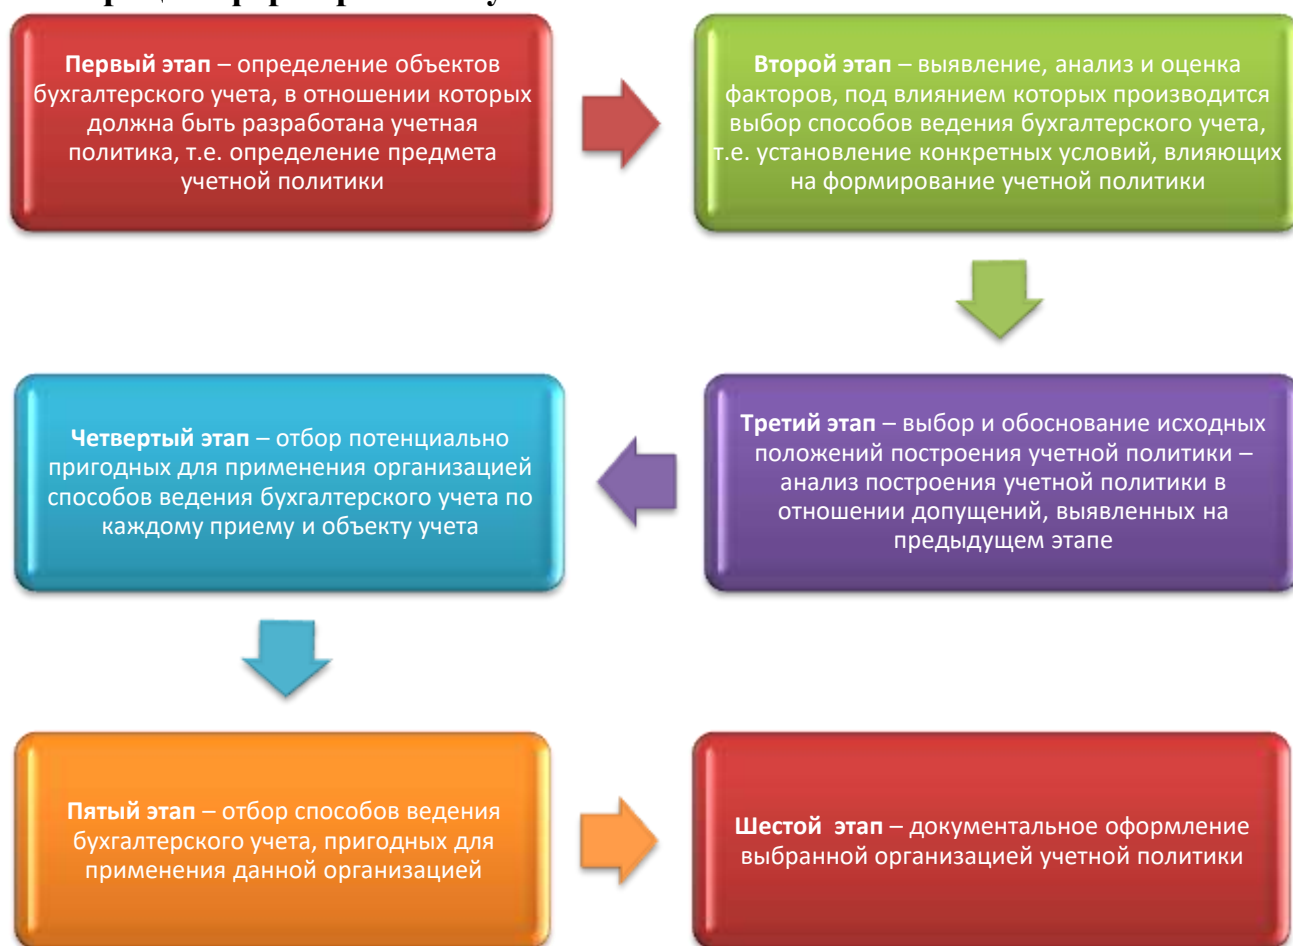 Первый этап – определение объектов
бухгалтерского учета, в отношении которых
должна быть разработана учетная
политика, т.е. определение предмета
учетной политики
Второй этап – выявление, анализ и оценка
факторов, под влиянием которых производится
выбор способов ведения бухгалтерского учета,
т.е. установление конкретных условий, влияющих
на формирование учетной политики
Третий этап – выбор и обоснование исходных
положений построения учетной политики –
анализ построения учетной политики в
отношении допущений, выявленных на
предыдущем этапе
Четвертый этап – отбор потенциально
пригодных для применения организацией
способов ведения бухгалтерского учета по
каждому приему и объекту учета
Пятый этап – отбор способов ведения
бухгалтерского учета, пригодных для
применения данной организацией
Шестой  этап – документальное оформление
выбранной организацией учетной политики